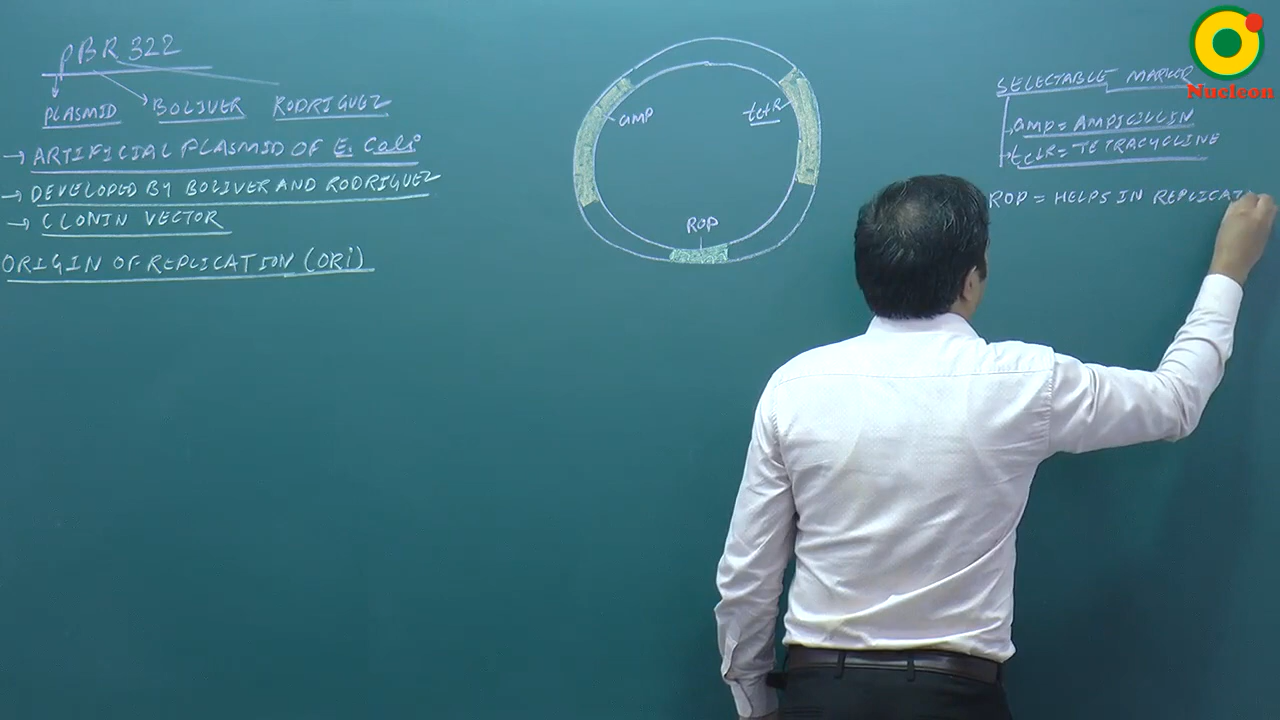 pBR 322
PLASMID BOLIVER RODRIGUEZ
→ ARTIFICIAL PLASMID OF E. Coli
→ DEVELOPED BY BOLIVER AND RODRIGUEZ
→ CLONIN VECTOR
ORIGIN OF REPLICATION (ORi)
amp
tetR
ROP
SELECTABLE MARKER
amp = AMPICILLIN
tetR = TETRACYCLINE
ROP = HELPS IN REPLICATI
Nucleon